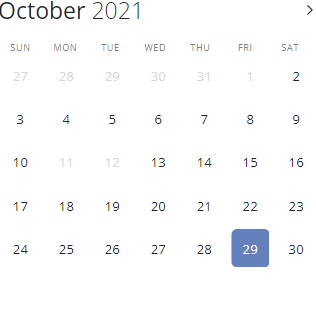 October 2021
SUN MON TUE WED THU FRI SAT
27 28 29 30 31 1 2
3 4 5 6 7 8 9
10 11 12 13 14 15 16
17 18 19 20 21 22 23
24 25 26 27 28 29 30